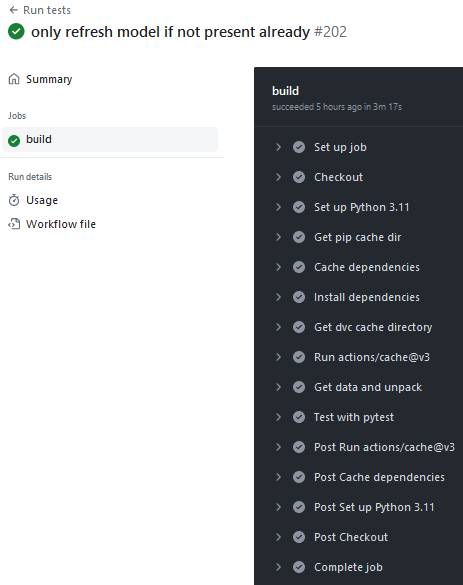 Run tests
only refresh model if not present already #202
Summary
Jobs
build
Run details
Usage
Workflow file
build
succeeded 5 hours ago in 3m 17s
Set up job
Checkout
Set up Python 3.11
Get pip cache dir
Cache dependencies
Install dependencies
Get dvc cache directory
Run actions/cache@v3
Get data and unpack
Test with pytest
Post Run actions/cache@v3
Post Cache dependencies
Post Set up Python 3.11
Post Checkout
Complete job